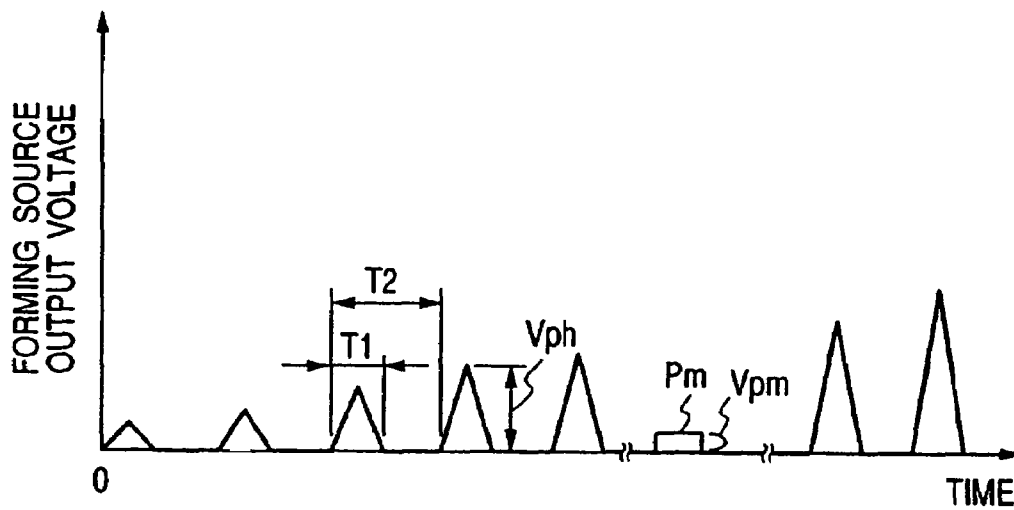 FORMING SOURCE
OUTPUT VOLTAGE
T2
T1
Vph
Pm
Vpm
0
TIME